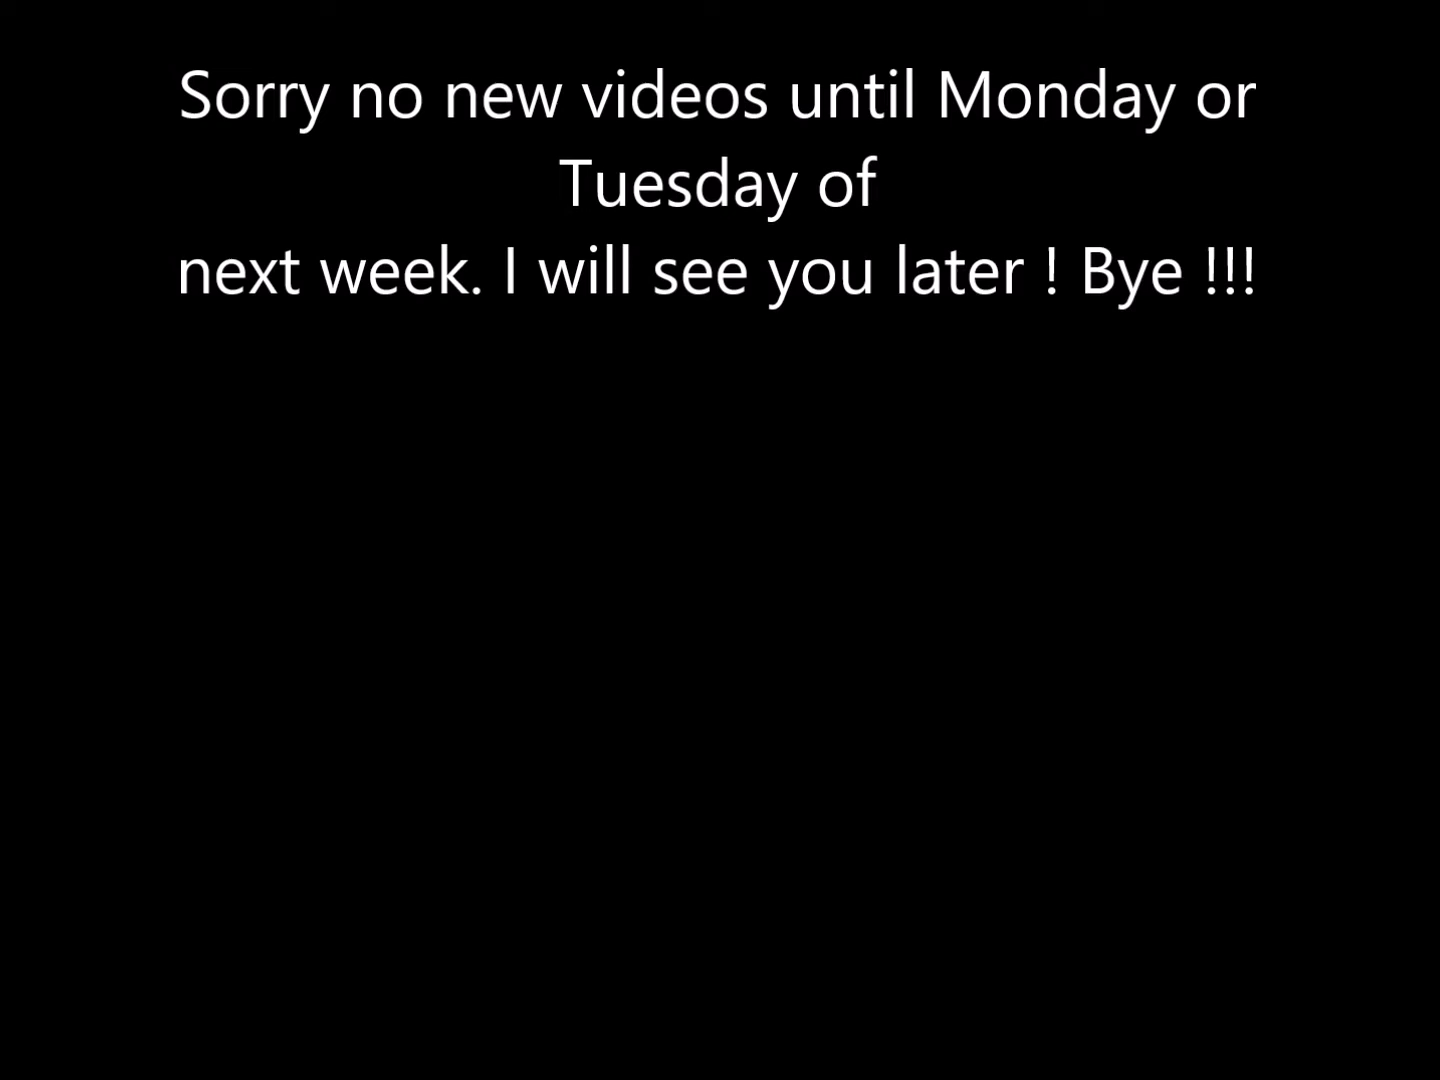 Sorry no new videos until Monday or
Tuesday of
next week. I will see you later ! Bye !!!